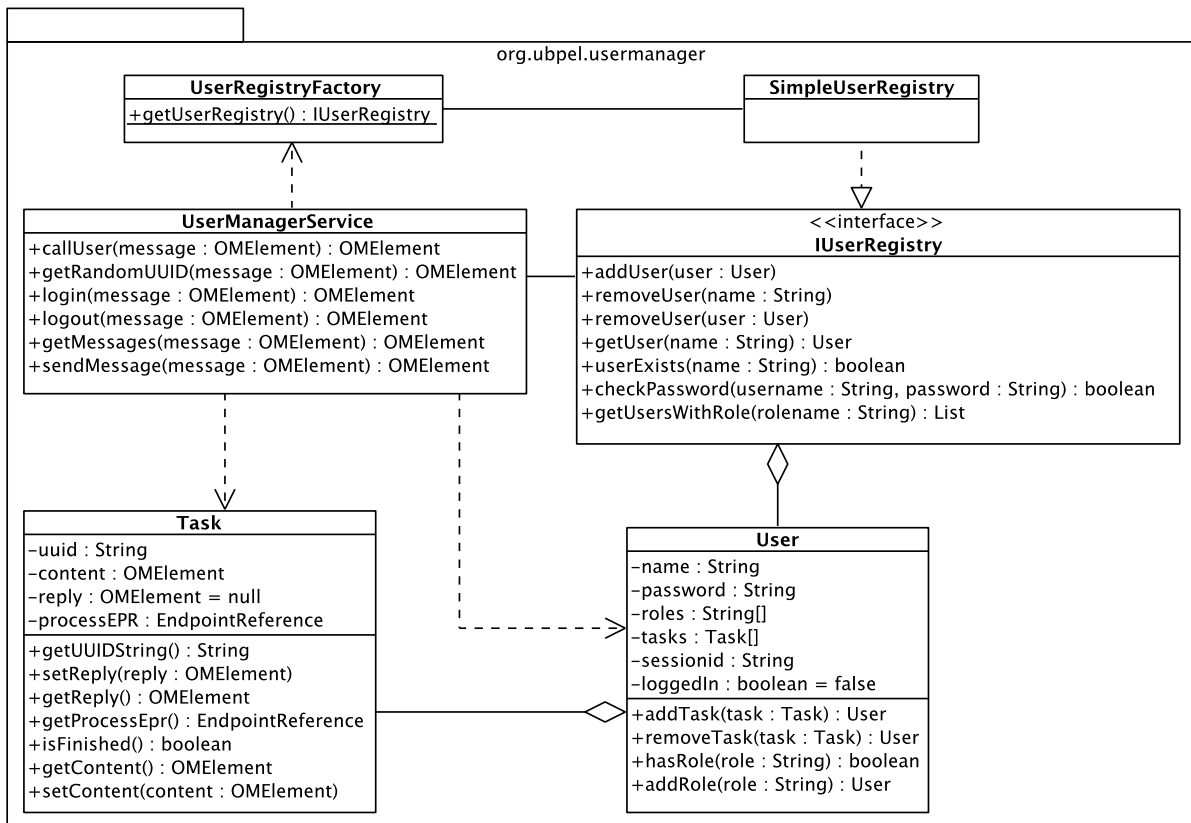 org.ubpel.usermanager
UserRegistryFactory
+getUserRegistry() : IUserRegistry
SimpleUserRegistry
UserManagerService
+callUser(message : OMElement) : OMElement
+getRandomUUID(message : OMElement) : OMElement
+login(message : OMElement) : OMElement
+logout(message : OMElement) : OMElement
+getMessages(message : OMElement) : OMElement
+sendMessage(message : OMElement) : OMElement
<<interface>>
IUserRegistry
+addUser(user : User)
+removeUser(name : String)
+removeUser(user : User)
+getUser(name : String) : User
+userExists(name : String) : boolean
+checkPassword(username : String, password : String) : boolean
+getUsersWithRole(rolename : String) : List
Task
-uuid : String
-content : OMElement
-reply : OMElement = null
-processEPR : EndpointReference
+getUUIDString() : String
+setReply(reply : OMElement)
+getReply() : OMElement
+getProcessEpr() : EndpointReference
+isFinished() : boolean
+getContent() : OMElement
+setContent(content : OMElement)
User
-name : String
-password : String
-roles : String[]
-tasks : Task[]
-sessionid : String
-loggedIn : boolean = false
+addTask(task : Task) : User
+removeTask(task : Task) : User
+hasRole(role : String) : boolean
+addRole(role : String) : User